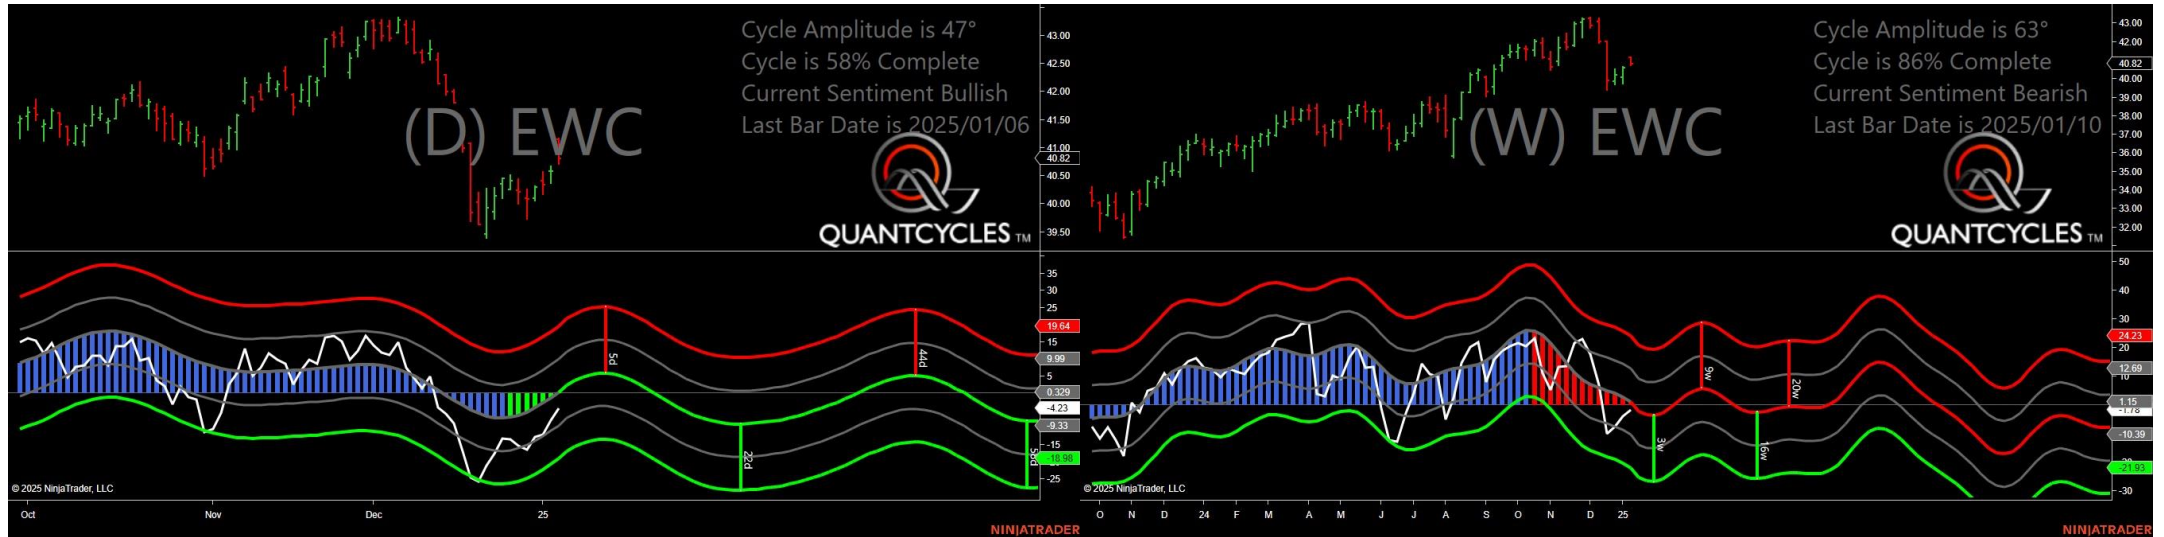 Cycle Amplitude is 47°
Cycle is 58% Complete
Current Sentiment Bullish
Last Bar Date is 2025/01/06
(D) EWC
QUANTCYCLES TM
43.00
42.50
42.00
41.50
41.00
40.82
40.50
40.00
39.50
35
30
25
19.64
15
9.99
5
0.329
-4.23
-9.33
-15
-18.98
-25
5d
22d
44d
© 2025 NinjaTrader, LLC
Oct
Nov
Dec
25
NINJATRADER
Cycle Amplitude is 63°
Cycle is 86% Complete
Current Sentiment Bearish
Last Bar Date is 2025/01/10
(W) EWC
QUANTCYCLES TM
43.00
42.00
40.82
40.00
39.00
38.00
37.00
36.00
35.00
34.00
33.00
32.00
50
40
30
24.23
20
12.69
10
1.15
-1.78
-10.39
-21.93
-30
3w
9w
16w
20w
© 2025 NinjaTrader, LLC
O N D 24 F M A M J J A S O N D 25
NINJATRADER